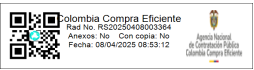 Colombia Compra Eficiente
Rad No. RS20250408003364
Anexos: No Con copia: No
Fecha: 08/04/2025 08:53:12
Agencia Nacional
de Contratación Pública
Colombia Compra Eficiente